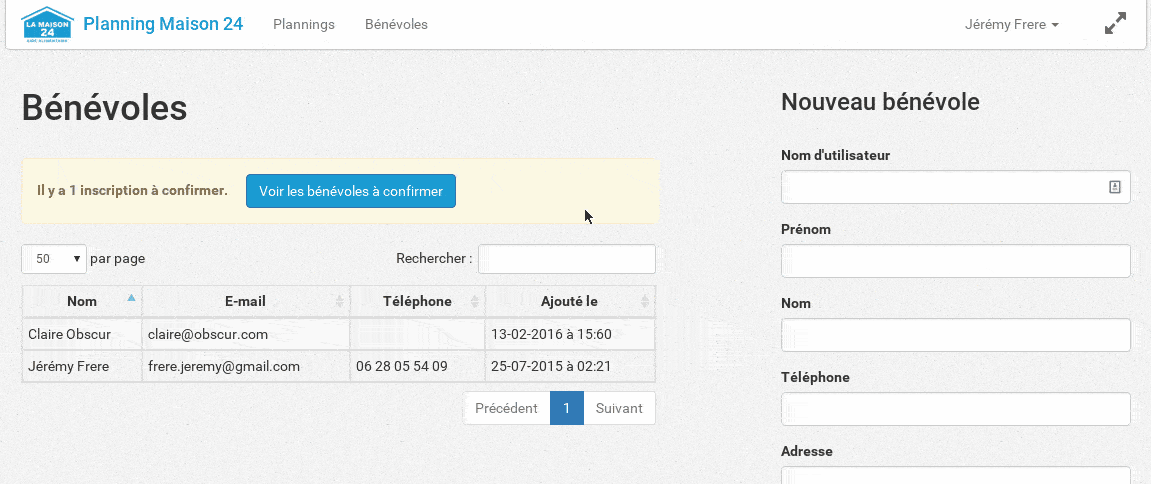 LA MAISON
24
Planning Maison 24
Plannings
Bénévoles
Jérémy Frere
Bénévoles
Il y a 1 inscription à confirmer.
Voir les bénévoles à confirmer
50 par page
Rechercher :
Nom E-mail Téléphone Ajouté le
Claire Obscur claire@obscur.com 13-02-2016 à 15:60
Jérémy Frere frere.jeremy@gmail.com 06 28 05 54 09 25-07-2015 à 02:21
Précédent 1 Suivant
Nouveau bénévole
Nom d'utilisateur
Prénom
Nom
Téléphone
Adresse